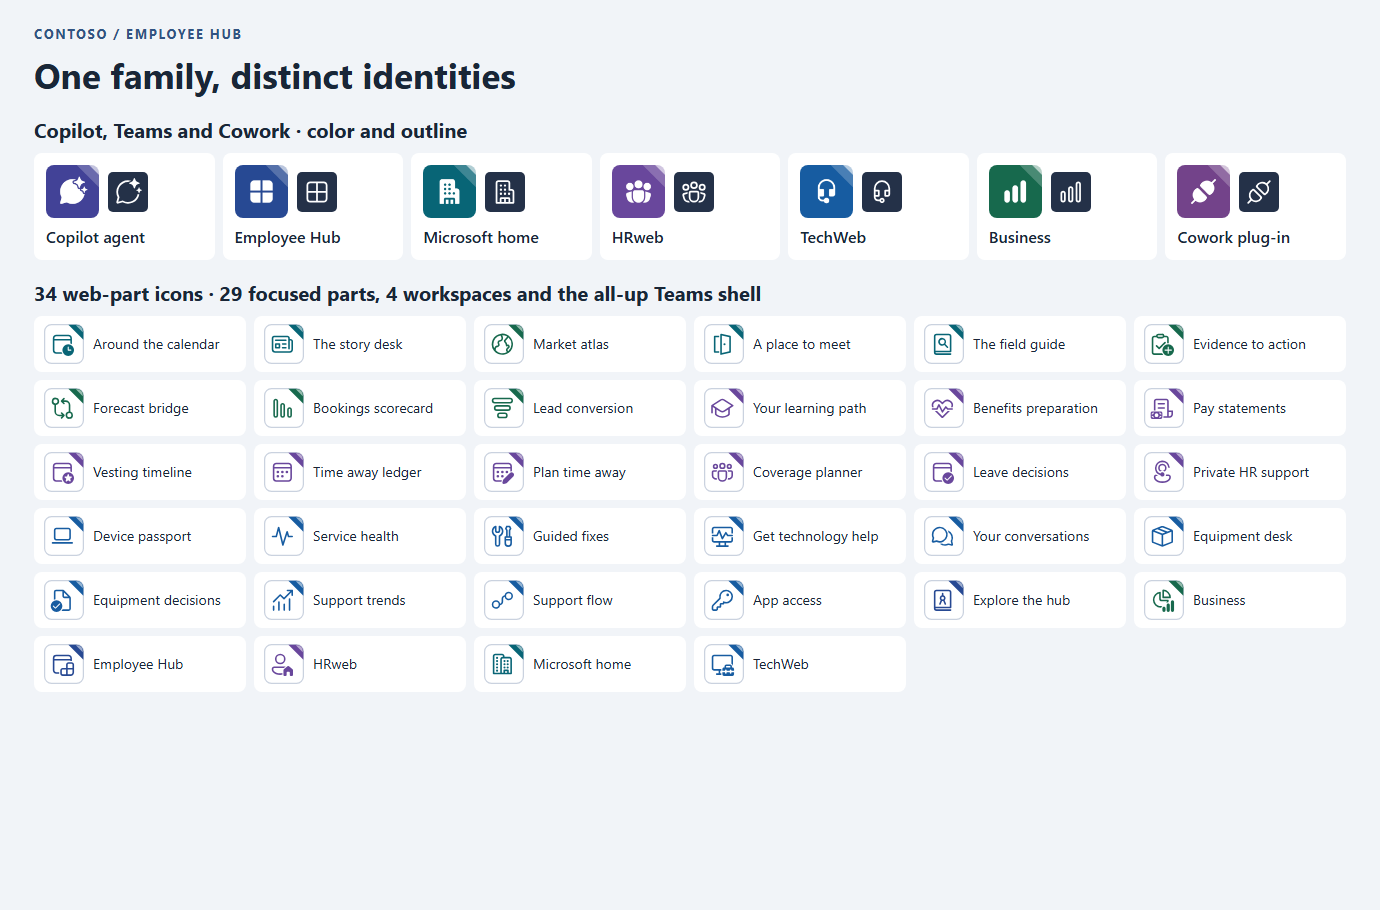 CONTOSO / EMPLOYEE HUB
One family, distinct identities
Copilot, Teams and Cowork · color and outline
Copilot agent
Employee Hub
Microsoft home
HRweb
TechWeb
Business
Cowork plug-in
34 web-part icons · 29 focused parts, 4 workspaces and the all-up Teams shell
Around the calendar
The story desk
Market atlas
A place to meet
The field guide
Evidence to action
Forecast bridge
Bookings scorecard
Lead conversion
Your learning path
Benefits preparation
Pay statements
Vesting timeline
Time away ledger
Plan time away
Coverage planner
Leave decisions
Private HR support
Device passport
Service health
Guided fixes
Get technology help
Your conversations
Equipment desk
Equipment decisions
Support trends
Support flow
App access
Explore the hub
Business
Employee Hub
HRweb
Microsoft home
TechWeb